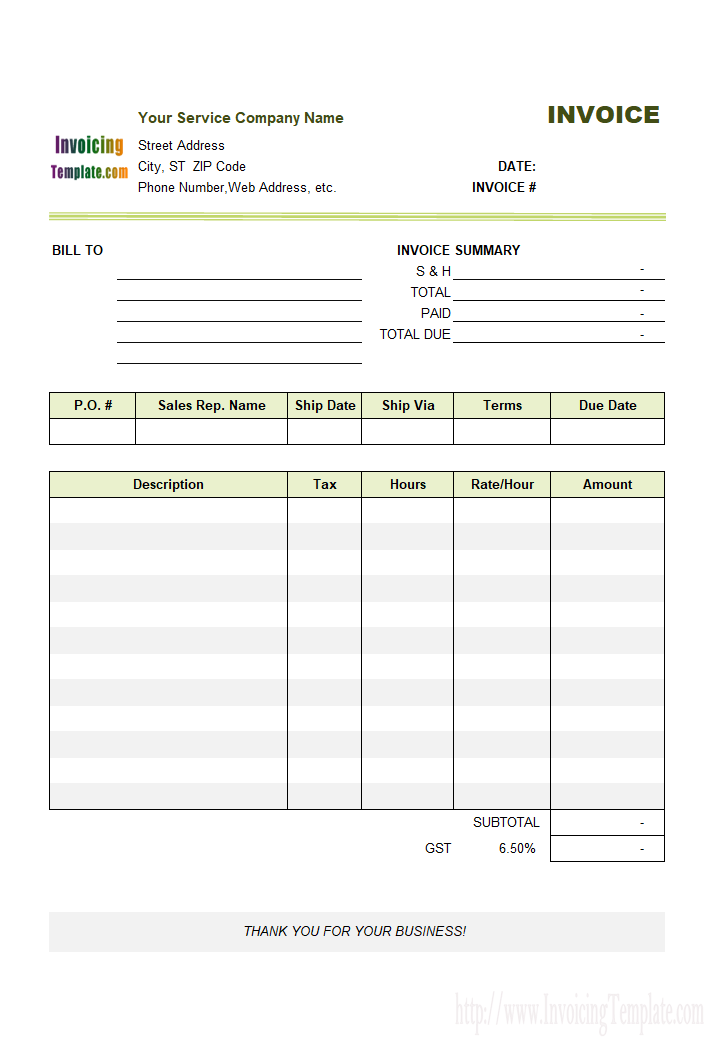 INVOICE
Your Service Company Name
Invoicing
Template.com
Street Address
City, ST  ZIP Code
Phone Number,Web Address, etc.
DATE:
INVOICE #
BILL TO
INVOICE SUMMARY
S & H -
TOTAL -
PAID -
TOTAL DUE -
P.O. # Sales Rep. Name Ship Date Ship Via Terms Due Date
Description Tax Hours Rate/Hour Amount
SUBTOTAL -
GST 6.50% -
THANK YOU FOR YOUR BUSINESS!
http://www.InvoicingTemplate.com